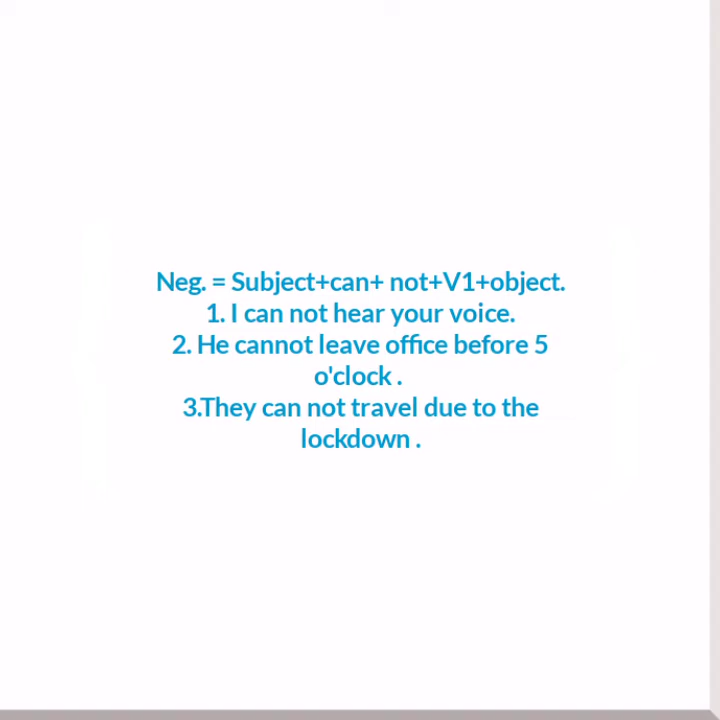 Neg. = Subject+can+ not+V1+object.
1. I can not hear your voice.
2. He cannot leave office before 5
o'clock .
3.They can not travel due to the
lockdown .